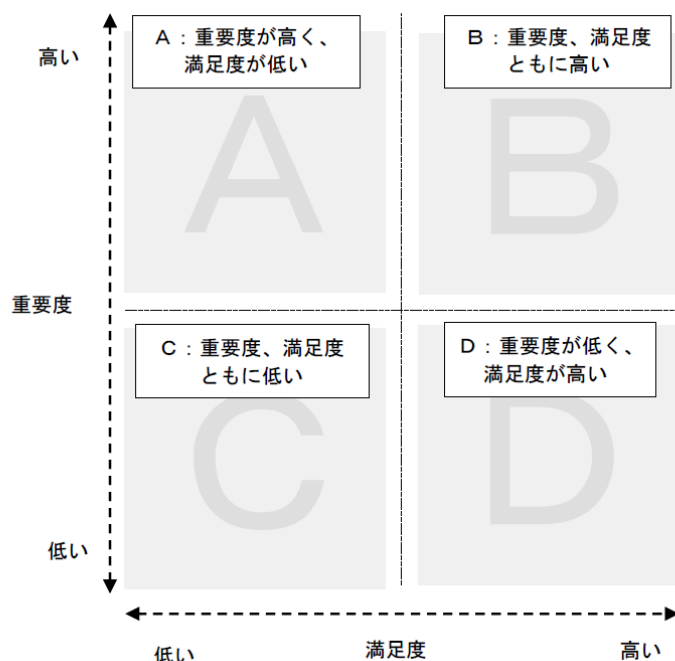 高い
A：重要度が高く、
満足度が低い
B：重要度、満足度
ともに高い
A
B
重要度
C：重要度、満足度
ともに低い
D：重要度が低く、
満足度が高い
C
D
低い
低い
満足度
高い